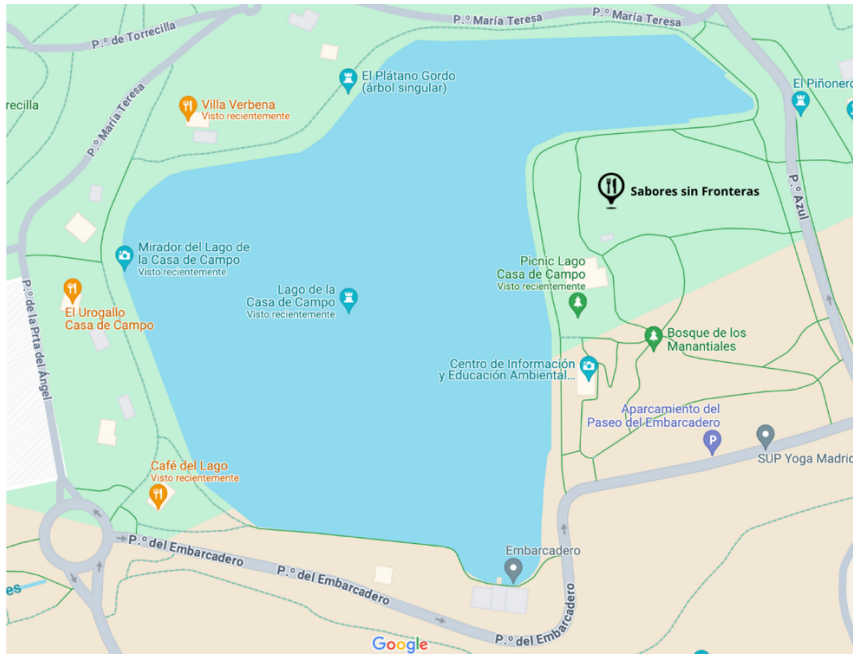 P.º María Teresa
P.º María Teresa
P.º de Torrecilla
El Plátano Gordo
(árbol singular)
El Piñonero
Villa Verbena
Visto recientemente
recilla
P.º María Teresa
Sabores sin Fronteras
P.º Azul
Mirador del Lago de
la Casa de Campo
Visto recientemente
Picnic Lago
Casa de Campo
Visto recientemente
Lago de la
Casa de Campo
Visto recientemente
El Urogallo
Casa de Campo
P.º de la Prta del Ángel
Bosque de los
Manantiales
Centro de Información
y Educación Ambiental...
Aparcamiento del
Paseo del Embarcadero
P
SUP Yoga Madrid
Café del Lago
Visto recientemente
P.º del Embarcadero
Embarcadero
P.º del Embarcadero
P.º del Embarcadero
P.º del Embarcadero
es
Google